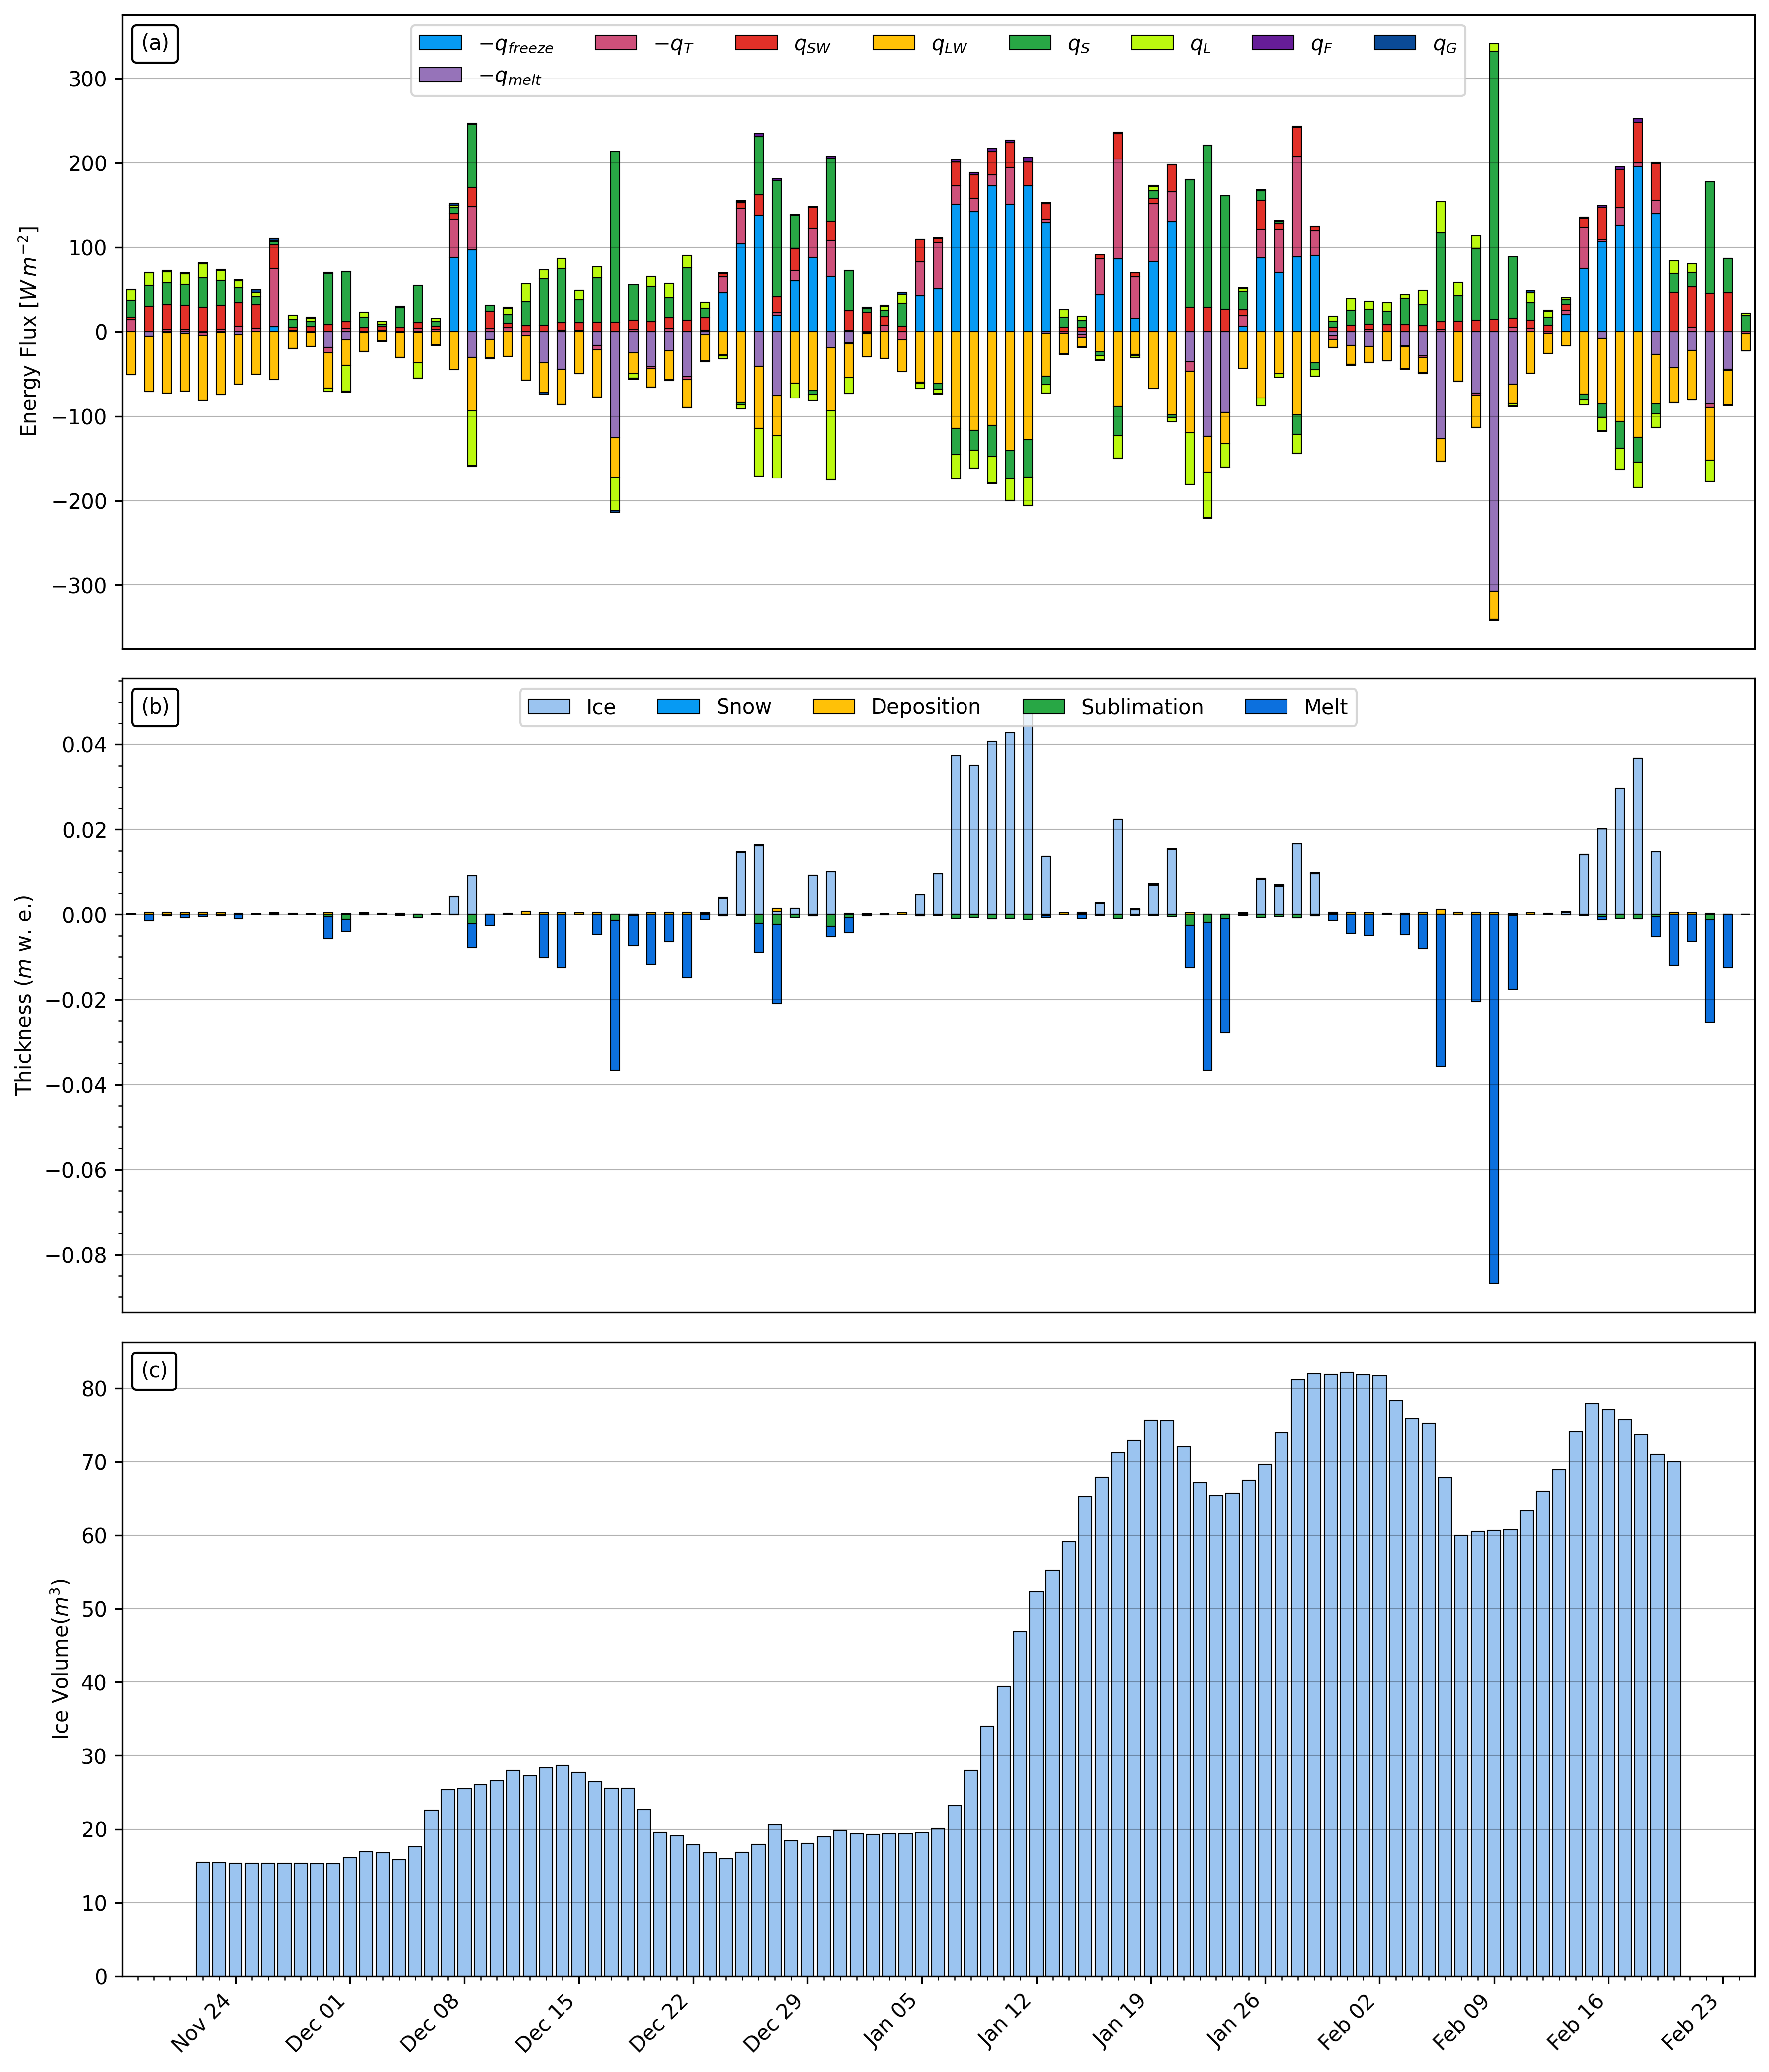 (a)
−q_freeze −q_T q_SW q_LW q_S q_L q_F q_G
−q_melt
Energy Flux [W m⁻²]
300
200
100
0
−100
−200
−300
(b)
Ice Snow Deposition Sublimation Melt
Thickness (m w. e.)
0.04
0.02
0.00
−0.02
−0.04
−0.06
−0.08
(c)
Ice Volume(m³)
80
70
60
50
40
30
20
10
0
Nov 24 Dec 01 Dec 08 Dec 15 Dec 22 Dec 29 Jan 05 Jan 12 Jan 19 Jan 26 Feb 02 Feb 09 Feb 16 Feb 23